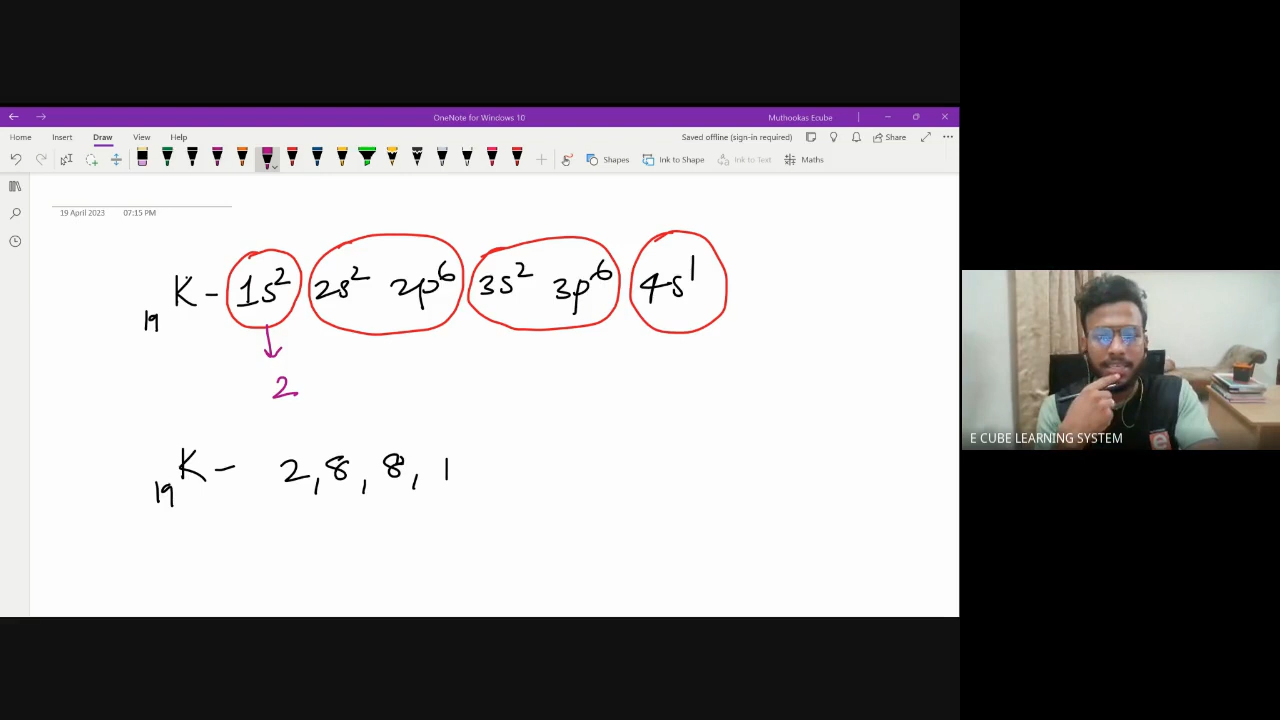 OneNote for Windows 10
Muthookas Ecube
Home Insert Draw View Help
Saved offline (sign-in required)
Share
Shapes
Ink to Shape
Ink to Text
Maths
19 April 2023 07:15 PM
₁₉K - 1s² 2s² 2p⁶ 3s² 3p⁶ 4s¹
2
₁₉K - 2, 8, 8, 1
E CUBE LEARNING SYSTEM